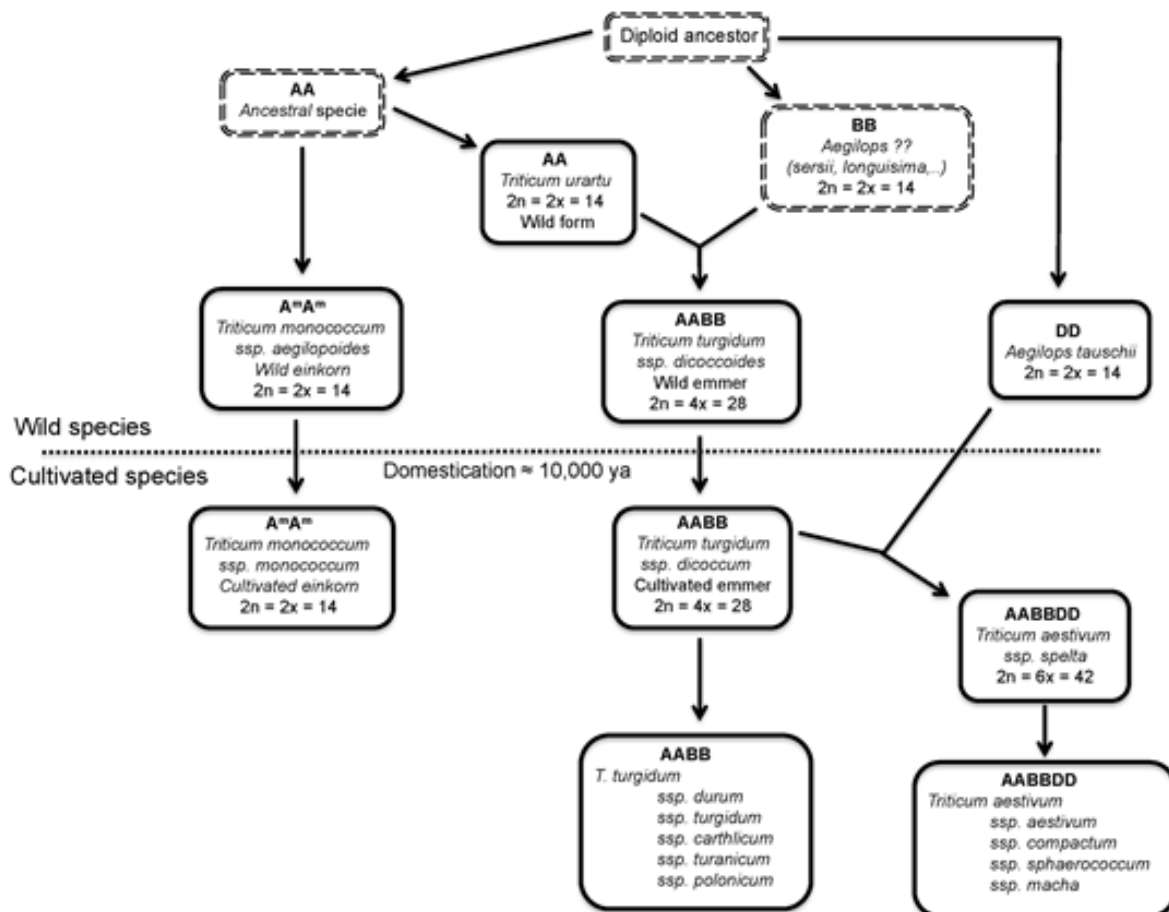 Diploid ancestor
AA
Ancestral specie
BB
Aegilops ??
(sersii, longuisima,..)
2n = 2x = 14
AA
Triticum urartu
2n = 2x = 14
Wild form
AᵐAᵐ
Triticum monococcum
ssp. aegilopoides
Wild einkorn
2n = 2x = 14
AABB
Triticum turgidum
ssp. dicoccoides
Wild emmer
2n = 4x = 28
DD
Aegilops tauschii
2n = 2x = 14
Wild species
Cultivated species
Domestication ≈ 10,000 ya
AᵐAᵐ
Triticum monococcum
ssp. monococcum
Cultivated einkorn
2n = 2x = 14
AABB
Triticum turgidum
ssp. dicoccum
Cultivated emmer
2n = 4x = 28
AABBDD
Triticum aestivum
ssp. spelta
2n = 6x = 42
AABB
T. turgidum
ssp. durum
ssp. turgidum
ssp. carthlicum
ssp. turanicum
ssp. polonicum
AABBDD
Triticum aestivum
ssp. aestivum
ssp. compactum
ssp. sphaerococcum
ssp. macha